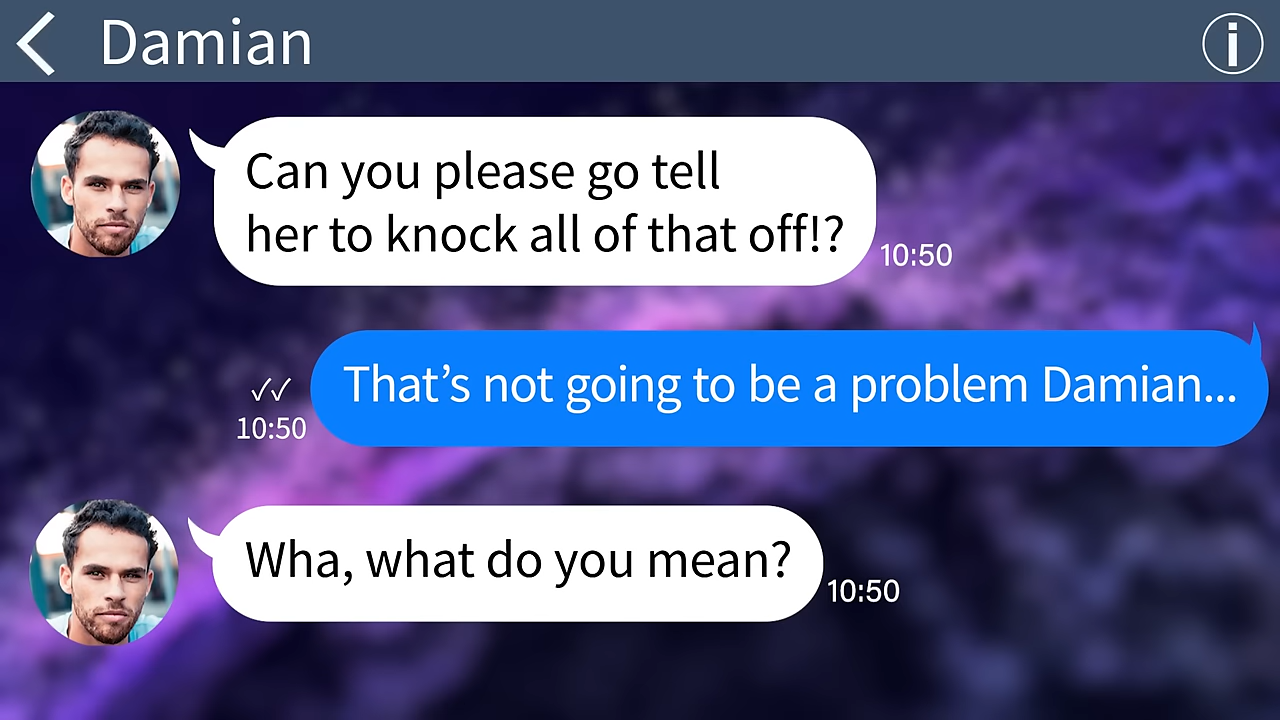 Damian
Can you please go tell
her to knock all of that off!?
10:50
That’s not going to be a problem Damian...
10:50
Wha, what do you mean?
10:50